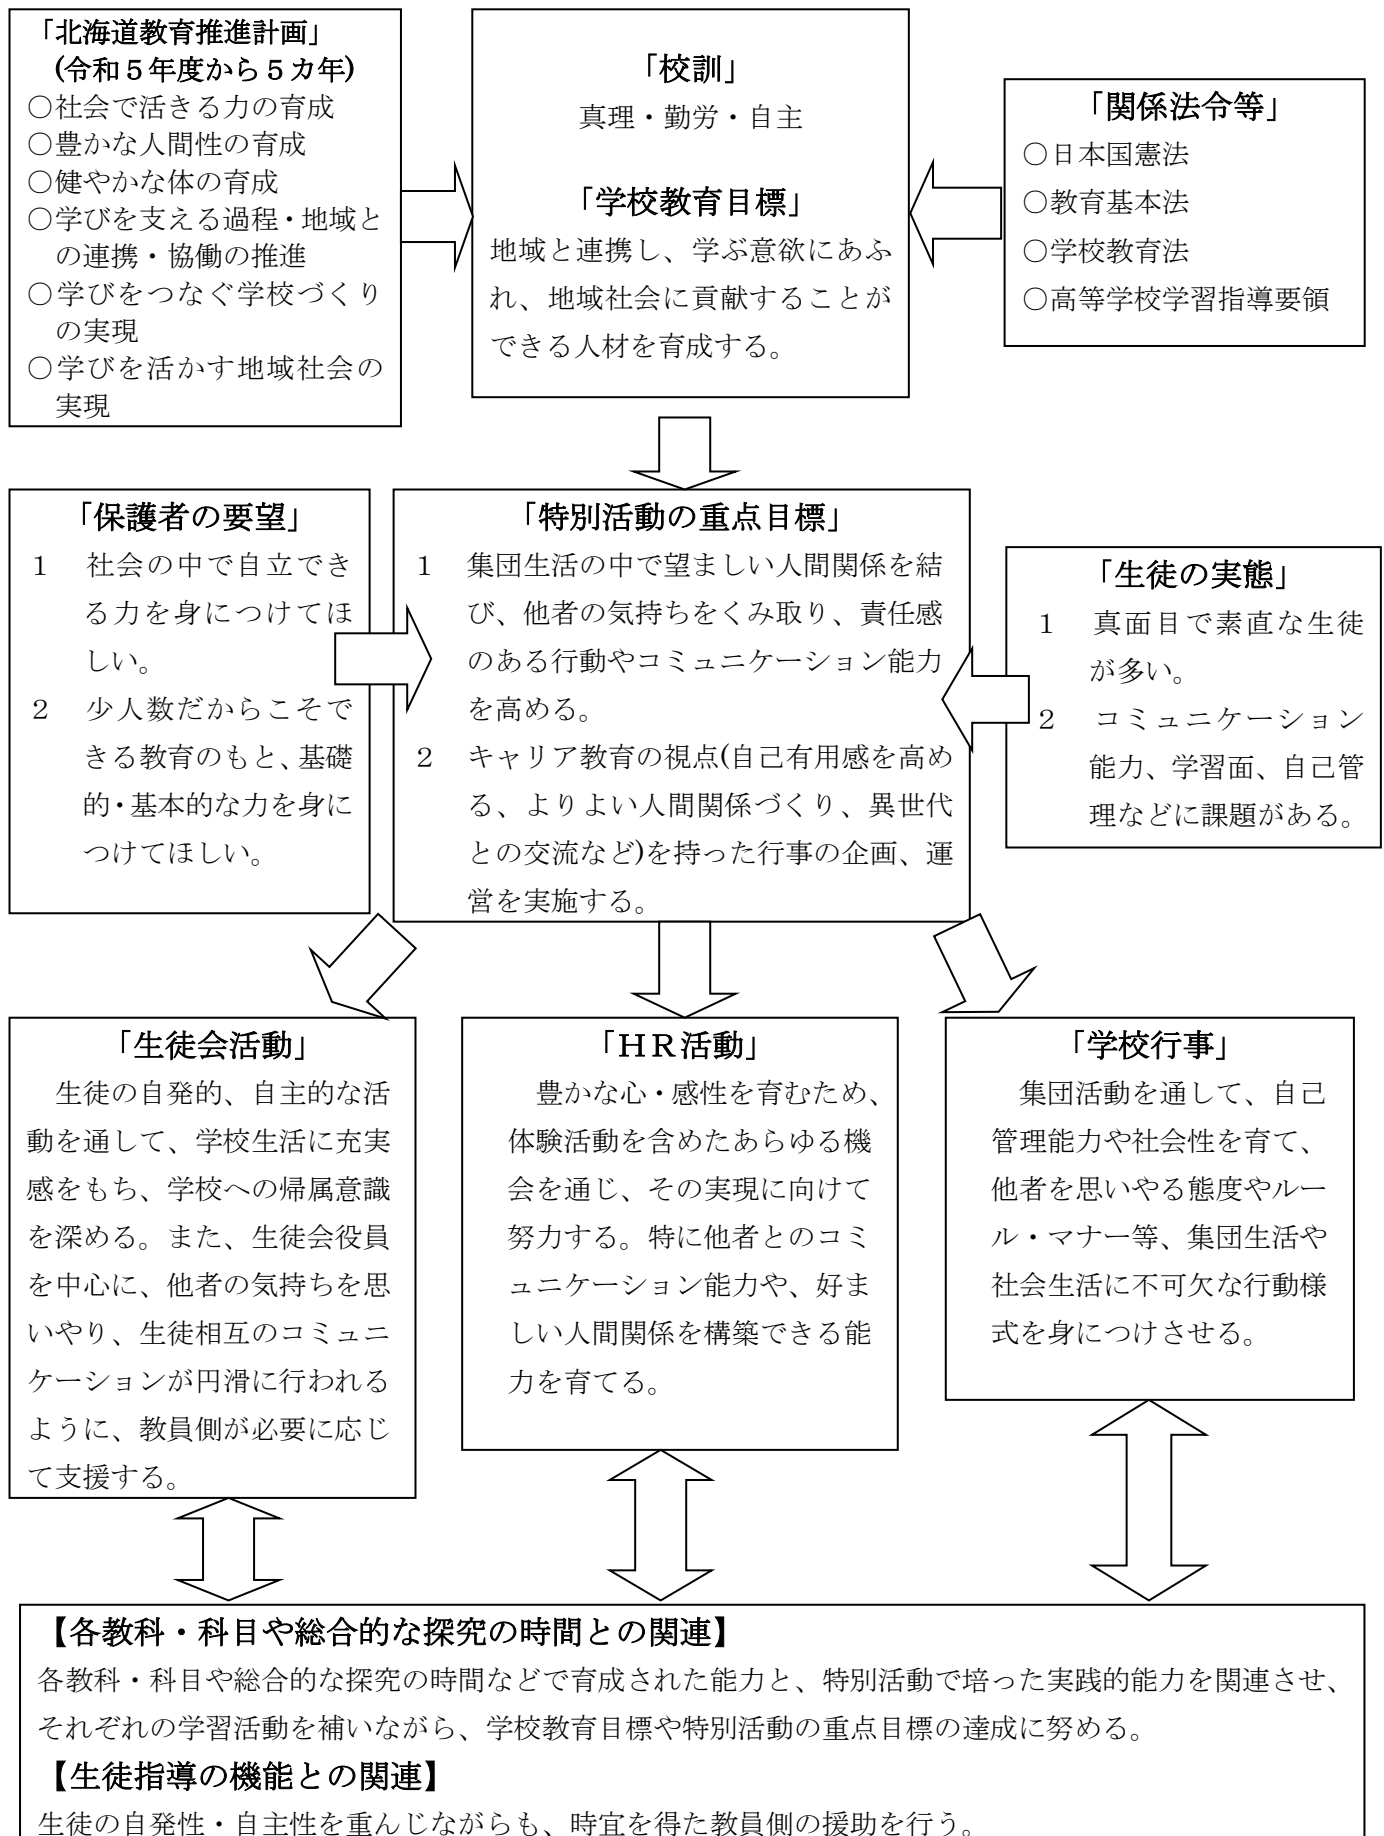 「北海道教育推進計画」
(令和５年度から５カ年)
○社会で活きる力の育成
○豊かな人間性の育成
○健やかな体の育成
○学びを支える過程・地域と
の連携・協働の推進
○学びをつなぐ学校づくり
の実現
○学びを活かす地域社会の
実現
「校訓」
真理・勤労・自主
「学校教育目標」
地域と連携し、学ぶ意欲にあふ
れ、地域社会に貢献することが
できる人材を育成する。
「関係法令等」
○日本国憲法
○教育基本法
○学校教育法
○高等学校学習指導要領
「保護者の要望」
１　社会の中で自立でき
る力を身につけてほ
しい。
２　少人数だからこそで
きる教育のもと、基礎
的・基本的な力を身に
つけてほしい。
「特別活動の重点目標」
１　集団生活の中で望ましい人間関係を結
び、他者の気持ちをくみ取り、責任感
のある行動やコミュニケーション能力
を高める。
２　キャリア教育の視点(自己有用感を高め
る、よりよい人間関係づくり、異世代
との交流など)を持った行事の企画、運
営を実施する。
「生徒の実態」
１　真面目で素直な生徒
が多い。
２　コミュニケーション
能力、学習面、自己管
理などに課題がある。
「生徒会活動」
生徒の自発的、自主的な活
動を通して、学校生活に充実
感をもち、学校への帰属意識
を深める。また、生徒会役員
を中心に、他者の気持ちを思
いやり、生徒相互のコミュニ
ケーションが円滑に行われる
ように、教員側が必要に応じ
て支援する。
「ＨＲ活動」
豊かな心・感性を育むため、
体験活動を含めたあらゆる機
会を通じ、その実現に向けて
努力する。特に他者とのコミ
ュニケーション能力や、好ま
しい人間関係を構築できる能
力を育てる。
「学校行事」
集団活動を通して、自己
管理能力や社会性を育て、
他者を思いやる態度やルー
ル・マナー等、集団生活や
社会生活に不可欠な行動様
式を身につけさせる。
【各教科・科目や総合的な探究の時間との関連】
各教科・科目や総合的な探究の時間などで育成された能力と、特別活動で培った実践的能力を関連させ、
それぞれの学習活動を補いながら、学校教育目標や特別活動の重点目標の達成に努める。
【生徒指導の機能との関連】
生徒の自発性・自主性を重んじながらも、時宜を得た教員側の援助を行う。